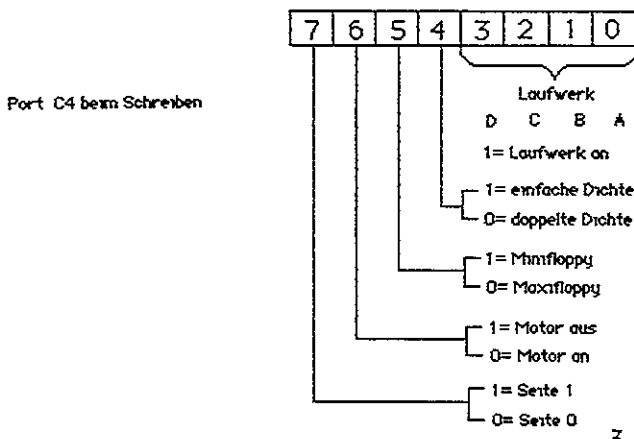 7 6 5 4 3 2 1 0
Port C4 beim Schreiben
Laufwerk
D C B A
1= Laufwerk an
1= einfache Dichte
0= doppelte Dichte
1= Minifloppy
0= Maxifloppy
1= Motor aus
0= Motor an
1= Seite 1
0= Seite 0